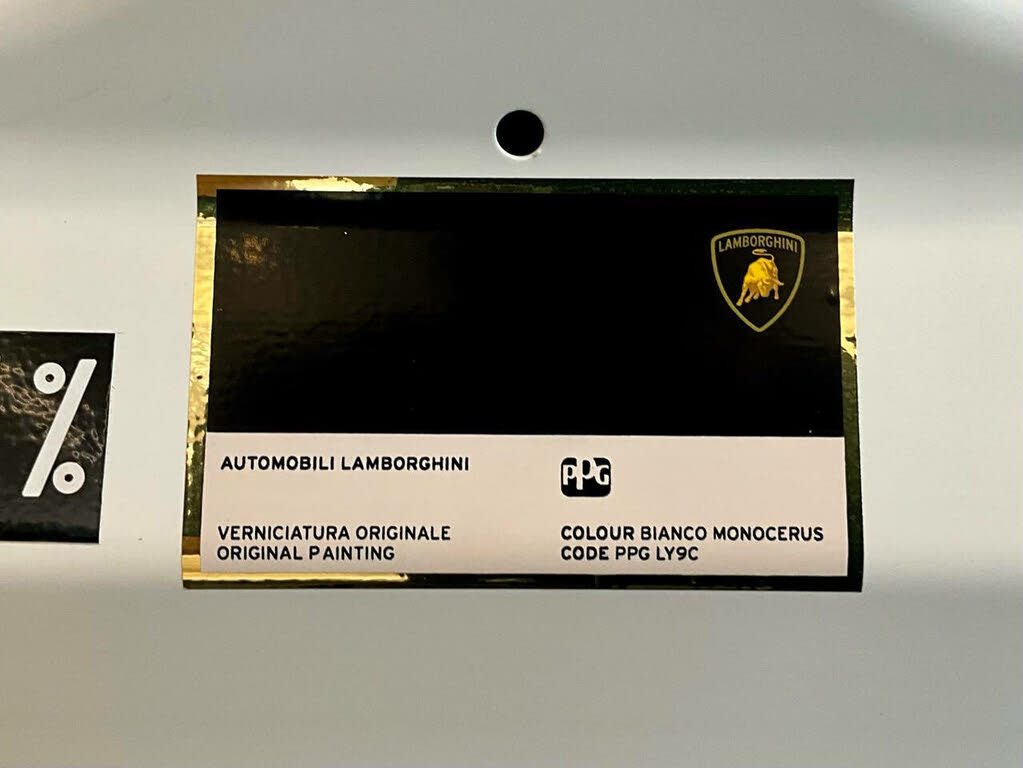 LAMBORGHINI
%
AUTOMOBILI LAMBORGHINI
PPG
VERNICIATURA ORIGINALE
ORIGINAL PAINTING
COLOUR BIANCO MONOCERUS
CODE PPG LY9C